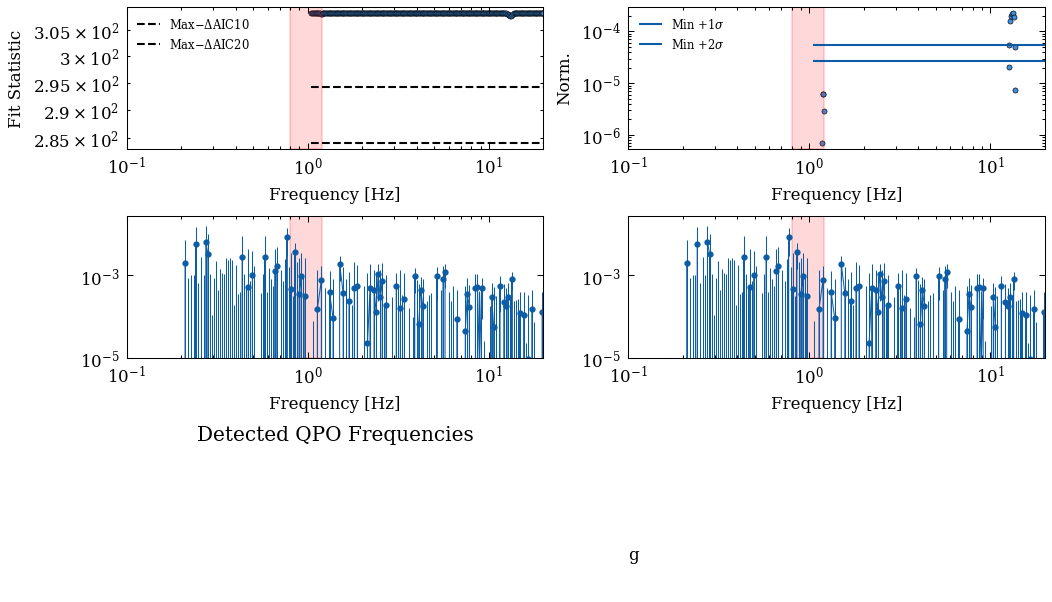 Fit Statistic
3.05 × 10²
3 × 10²
2.95 × 10²
2.9 × 10²
2.85 × 10²
Max−ΔAIC10
Max−ΔAIC20
10⁻¹ 10⁰ 10¹
Frequency [Hz]
Norm.
10⁻⁴
10⁻⁵
10⁻⁶
Min +1σ
Min +2σ
10⁻¹ 10⁰ 10¹
Frequency [Hz]
10⁻³
10⁻⁵
10⁻¹ 10⁰ 10¹
Frequency [Hz]
10⁻³
10⁻⁵
10⁻¹ 10⁰ 10¹
Frequency [Hz]
Detected QPO Frequencies
g